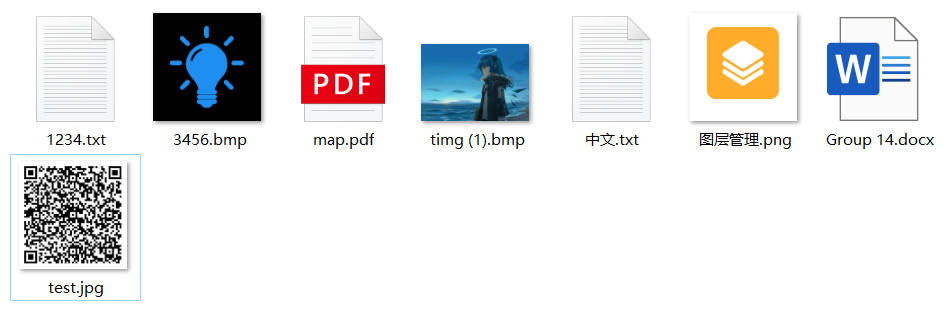 1234.txt
3456.bmp
PDF
map.pdf
timg (1).bmp
中文.txt
图层管理.png
W
Group 14.docx
test.jpg